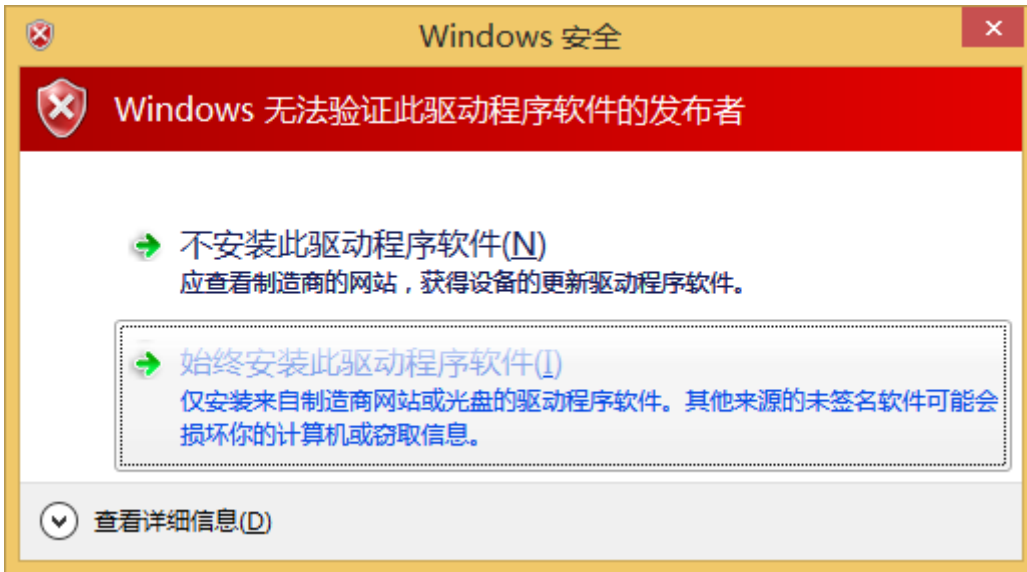 Windows 安全
Windows 无法验证此驱动程序软件的发布者
不安装此驱动程序软件(N)
应查看制造商的网站，获得设备的更新驱动程序软件。
始终安装此驱动程序软件(I)
仅安装来自制造商网站或光盘的驱动程序软件。其他来源的未签名软件可能会
损坏你的计算机或窃取信息。
查看详细信息(D)